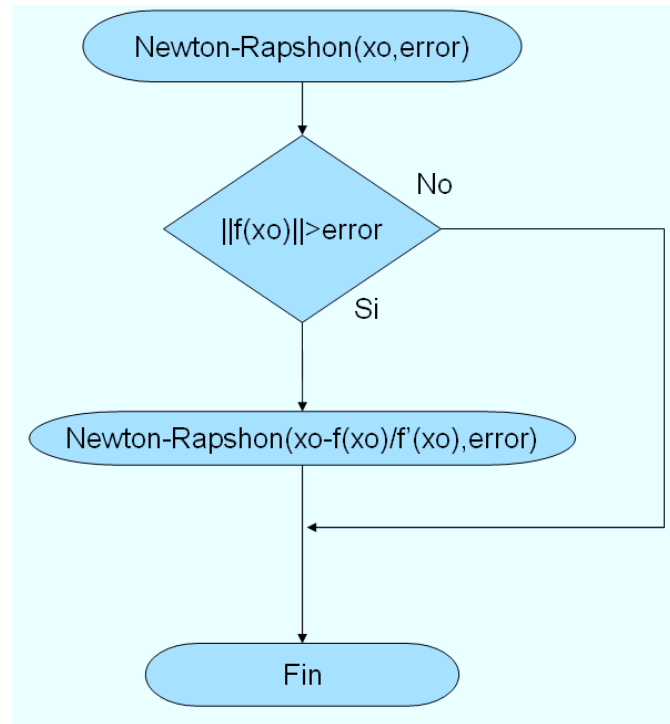 Newton-Rapshon(xo,error)
No
||f(xo)||>error
Si
Newton-Rapshon(xo-f(xo)/f'(xo),error)
Fin